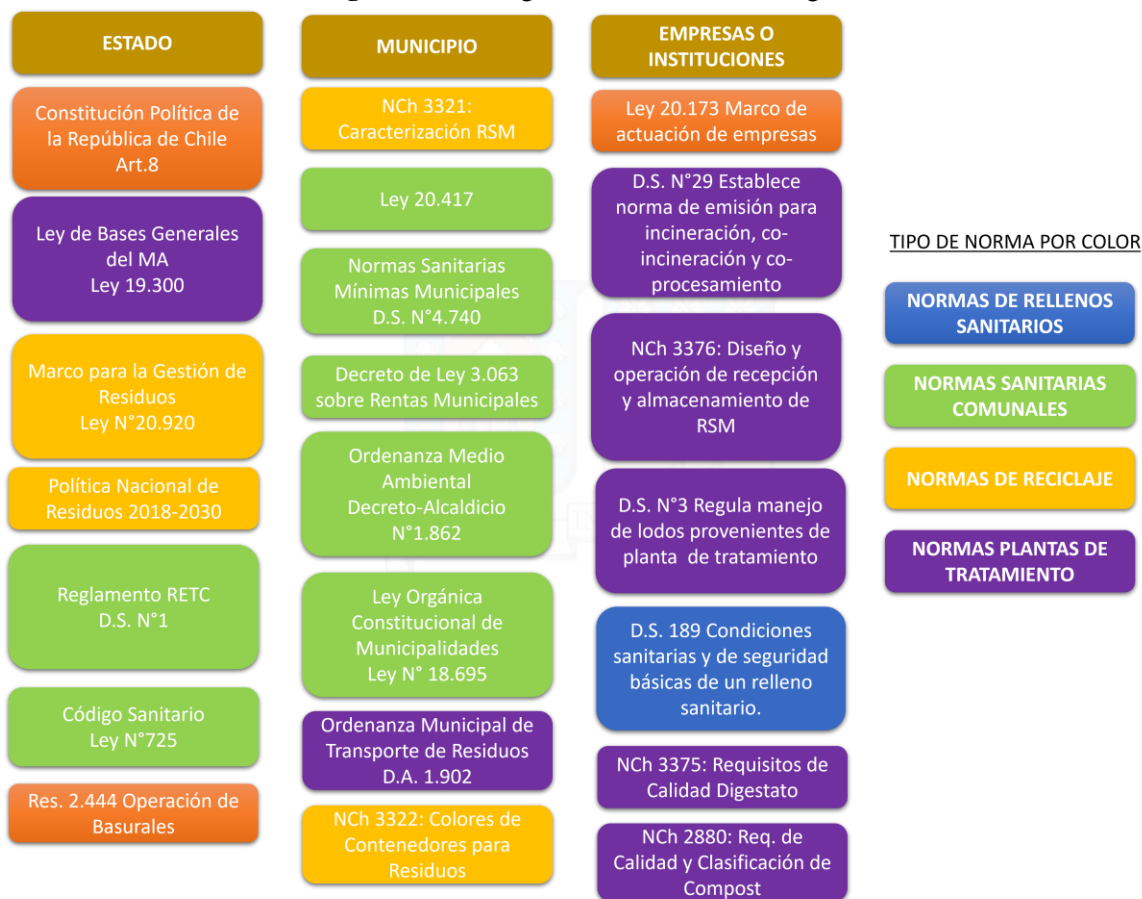 ESTADO
Constitución Política de
la República de Chile
Art.8
Ley de Bases Generales
del MA
Ley 19.300
Marco para la Gestión de
Residuos
Ley N°20.920
Política Nacional de
Residuos 2018-2030
Reglamento RETC
D.S. N°1
Código Sanitario
Ley N°725
Res. 2.444 Operación de
Basurales
MUNICIPIO
NCh 3321:
Caracterización RSM
Ley 20.417
Normas Sanitarias
Mínimas Municipales
D.S. N°4.740
Decreto de Ley 3.063
sobre Rentas Municipales
Ordenanza Medio
Ambiental
Decreto-Alcaldicio
N°1.862
Ley Orgánica
Constitucional de
Municipalidades
Ley N° 18.695
Ordenanza Municipal de
Transporte de Residuos
D.A. 1.902
NCh 3322: Colores de
Contenedores para
Residuos
EMPRESAS O
INSTITUCIONES
Ley 20.173 Marco de
actuación de empresas
D.S. N°29 Establece
norma de emisión para
incineración, co-
incineración y co-
procesamiento
NCh 3376: Diseño y
operación de recepción
y almacenamiento de
RSM
D.S. N°3 Regula manejo
de lodos provenientes de
planta de tratamiento
D.S. 189 Condiciones
sanitarias y de seguridad
básicas de un relleno
sanitario.
NCh 3375: Requisitos de
Calidad Digestato
NCh 2880: Req. de
Calidad y Clasificación de
Compost
TIPO DE NORMA POR COLOR
NORMAS DE RELLENOS
SANITARIOS
NORMAS SANITARIAS
COMUNALES
NORMAS DE RECICLAJE
NORMAS PLANTAS DE
TRATAMIENTO